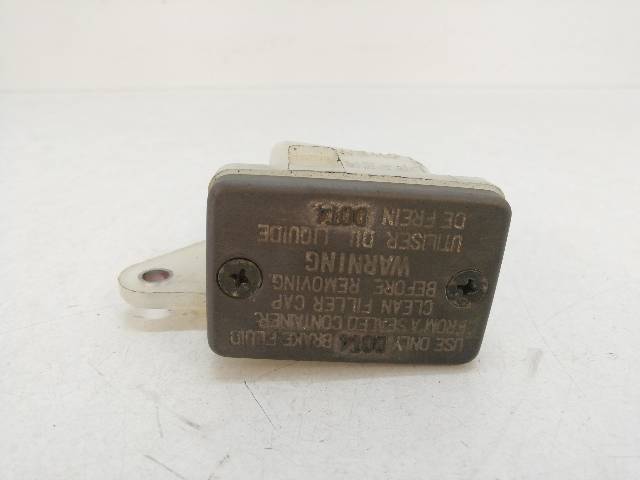 USE ONLY DOT4 BRAKE FLUID
FROM A SEALED CONTAINER.
CLEAN FILLER CAP
BEFORE REMOVING.
WARNING
UTILISER DU LIQUIDE
DE FREIN DOT4